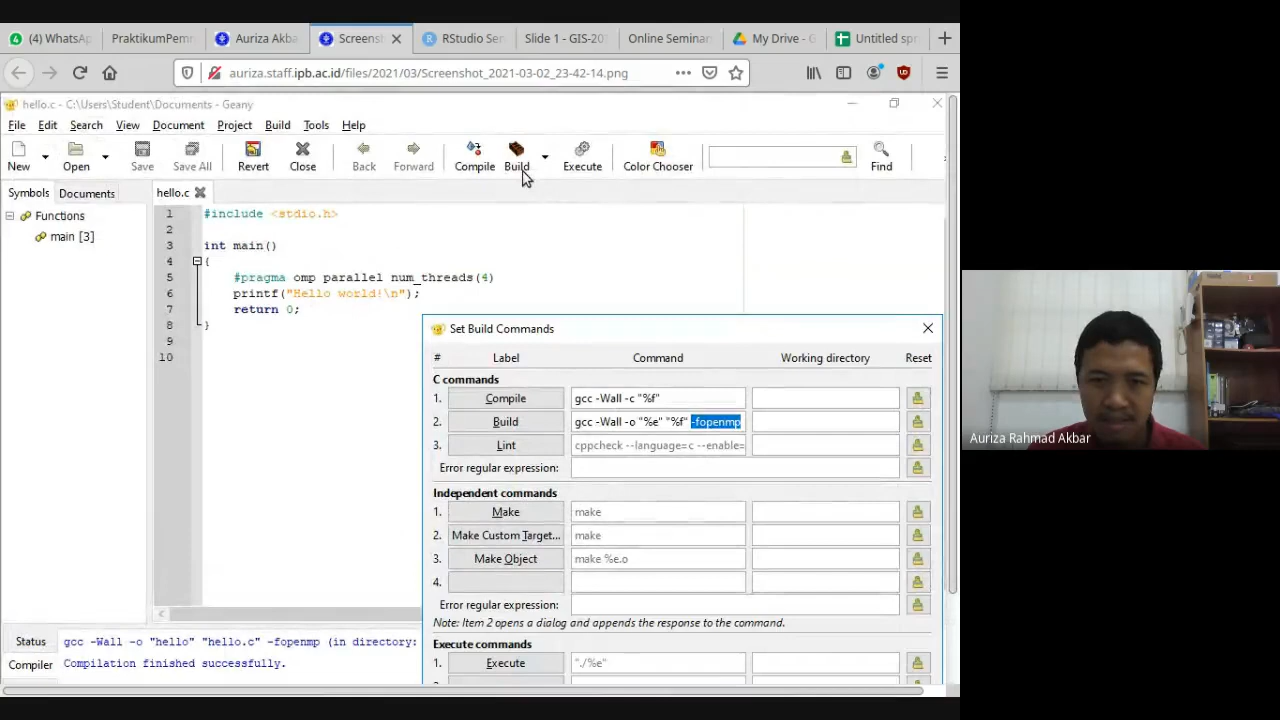 (4) WhatsAp PraktikumPem Auriza Akba Screens RStudio Ser Slide 1 - GIS-20 Online Seminar My Drive - G Untitled spr
auriza.staff.ipb.ac.id/files/2021/03/Screenshot_2021-03-02_23-42-14.png
hello.c - C:\Users\Student\Documents - Geany
File Edit Search View Document Project Build Tools Help
New Open Save Save All Revert Close Back Forward Compile Build Execute Color Chooser Find
Symbols Documents hello.c
Functions
main [3]
1 #include <stdio.h>
2
3 int main()
4 {
5 #pragma omp parallel num_threads(4)
6 printf("Hello world!\n");
7 return 0;
8 }
9
10
Set Build Commands
# Label Command Working directory Reset
C commands
1. Compile gcc -Wall -c "%f"
2. Build gcc -Wall -o "%e" "%f" -fopenmp
3. Lint cppcheck --language=c --enable=
Error regular expression:
Independent commands
1. Make make
2. Make Custom Target... make
3. Make Object make %e.o
4.
Error regular expression:
Note: Item 2 opens a dialog and appends the response to the command.
Execute commands
1. Execute "./%e"
Status gcc -Wall -o "hello" "hello.c" -fopenmp (in directory:
Compiler Compilation finished successfully.
Auriza Rahmad Akbar